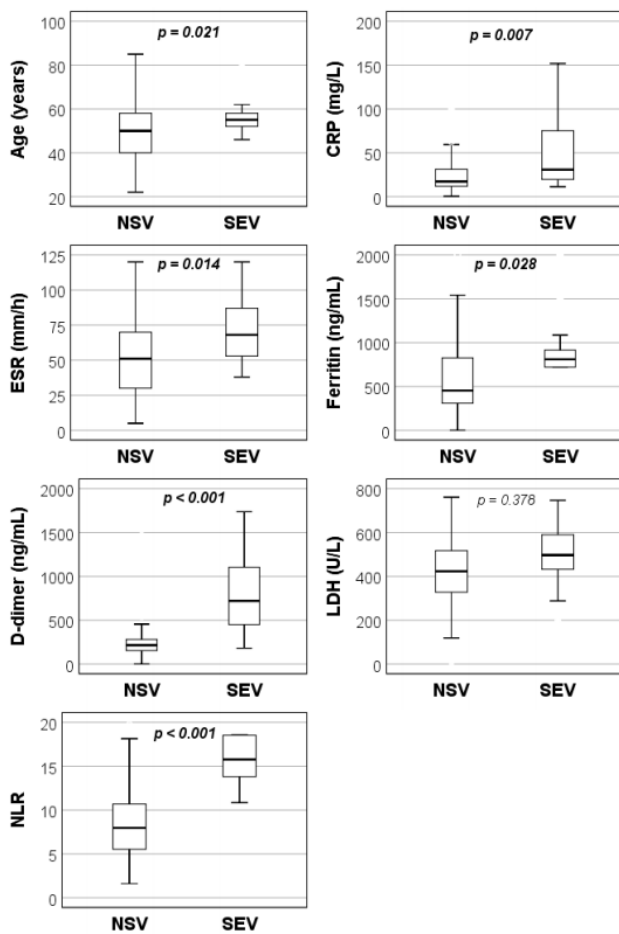 100
p = 0.021
80
60
40
20
Age (years)
NSV
SEV
200
p = 0.007
150
100
50
0
CRP (mg/L)
NSV
SEV
125
p = 0.014
100
75
50
25
0
ESR (mm/h)
NSV
SEV
2000
p = 0.028
1500
1000
500
0
Ferritin (ng/mL)
NSV
SEV
2000
p < 0.001
1500
1000
500
0
D-dimer (ng/mL)
NSV
SEV
800
p = 0.378
600
400
200
0
LDH (U/L)
NSV
SEV
20
p < 0.001
15
10
5
0
NLR
NSV
SEV